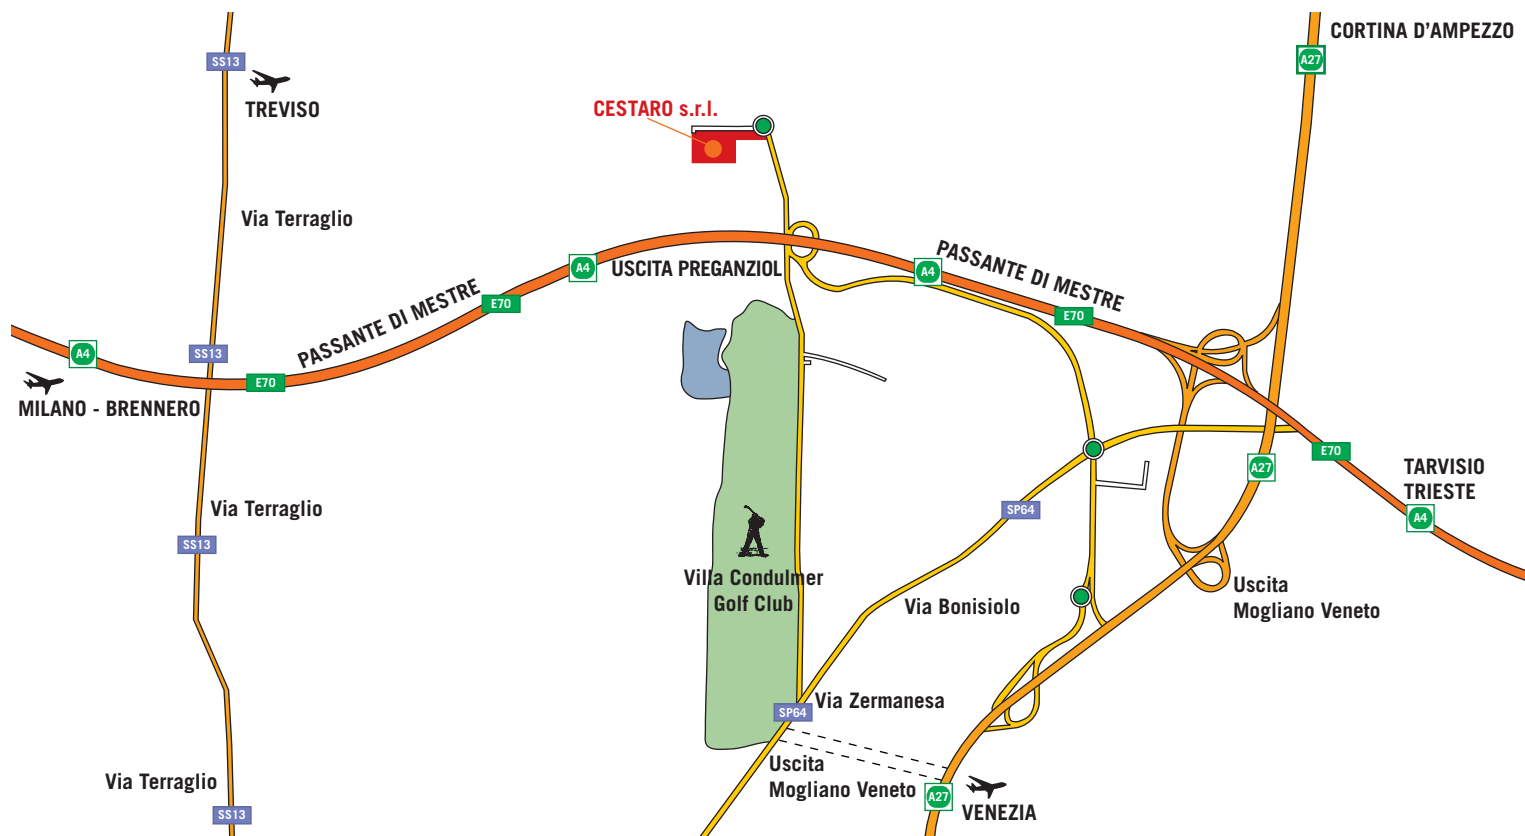 CORTINA D'AMPEZZO
A27
SS13
TREVISO
CESTARO s.r.l.
Via Terraglio
PASSANTE DI MESTRE
A4
USCITA PREGANZIOL
A4
PASSANTE DI MESTRE
E70
E70
A4
SS13
E70
MILANO - BRENNERO
E70
A27
TARVISIO
TRIESTE
A4
Via Terraglio
SP64
SS13
Villa Condulmer
Golf Club
Via Bonisiolo
Uscita
Mogliano Veneto
Via Zermanesa
SP64
Uscita
Mogliano Veneto
Via Terraglio
A27
VENEZIA
SS13